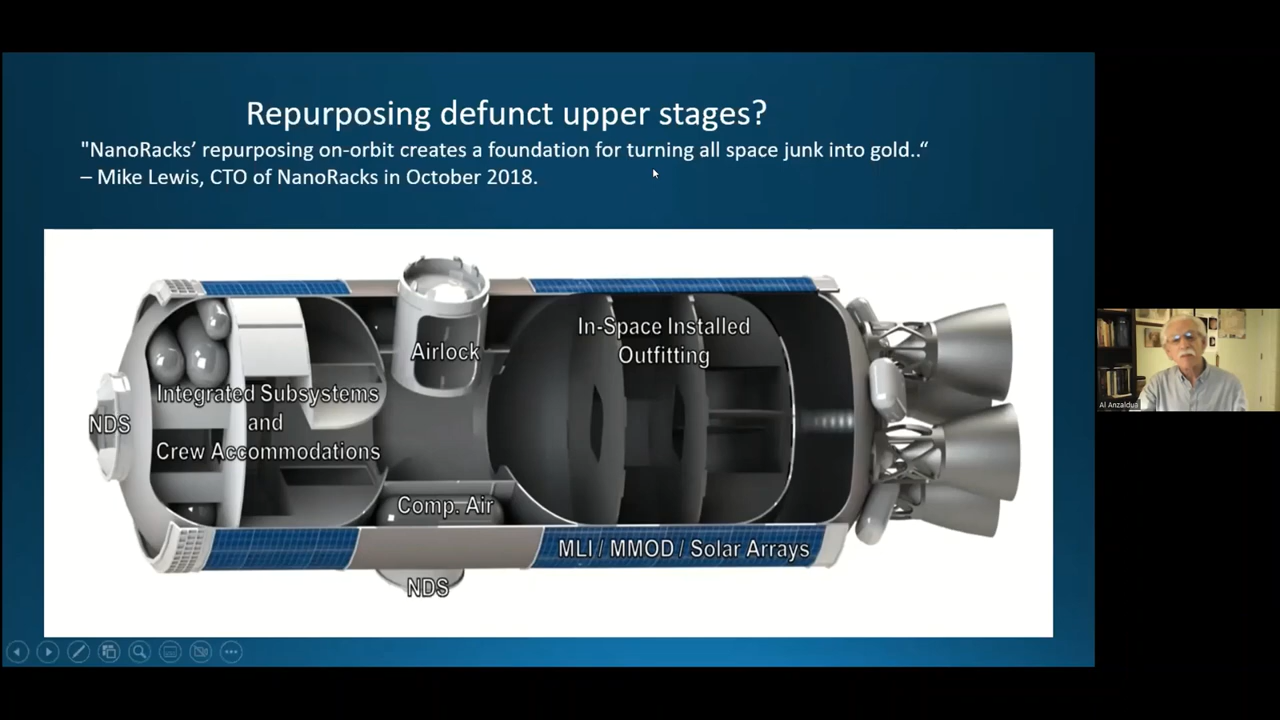 Repurposing defunct upper stages?
"NanoRacks’ repurposing on-orbit creates a foundation for turning all space junk into gold..“
– Mike Lewis, CTO of NanoRacks in October 2018.
NDS
Integrated Subsystems
and
Crew Accommodations
Airlock
Comp. Air
NDS
In-Space Installed
Outfitting
MLI / MMOD / Solar Arrays
Al Anzaldua